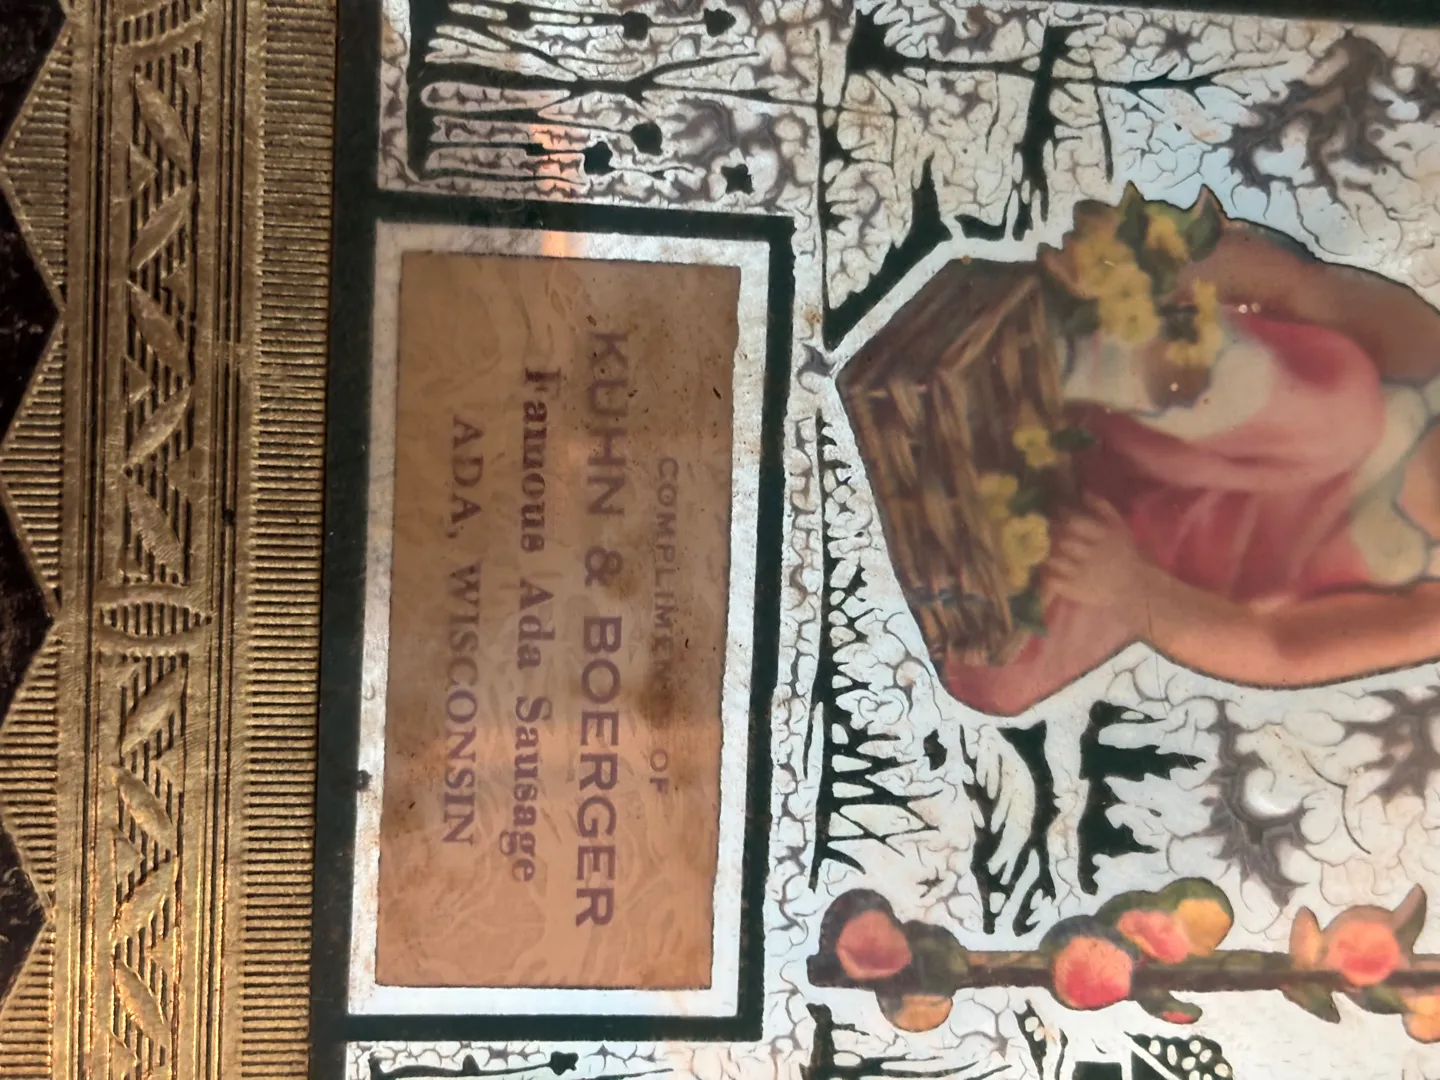 COMPLIMENTS OF
KUHN & BOERGER
Famous Ada Sausage
ADA, WISCONSIN